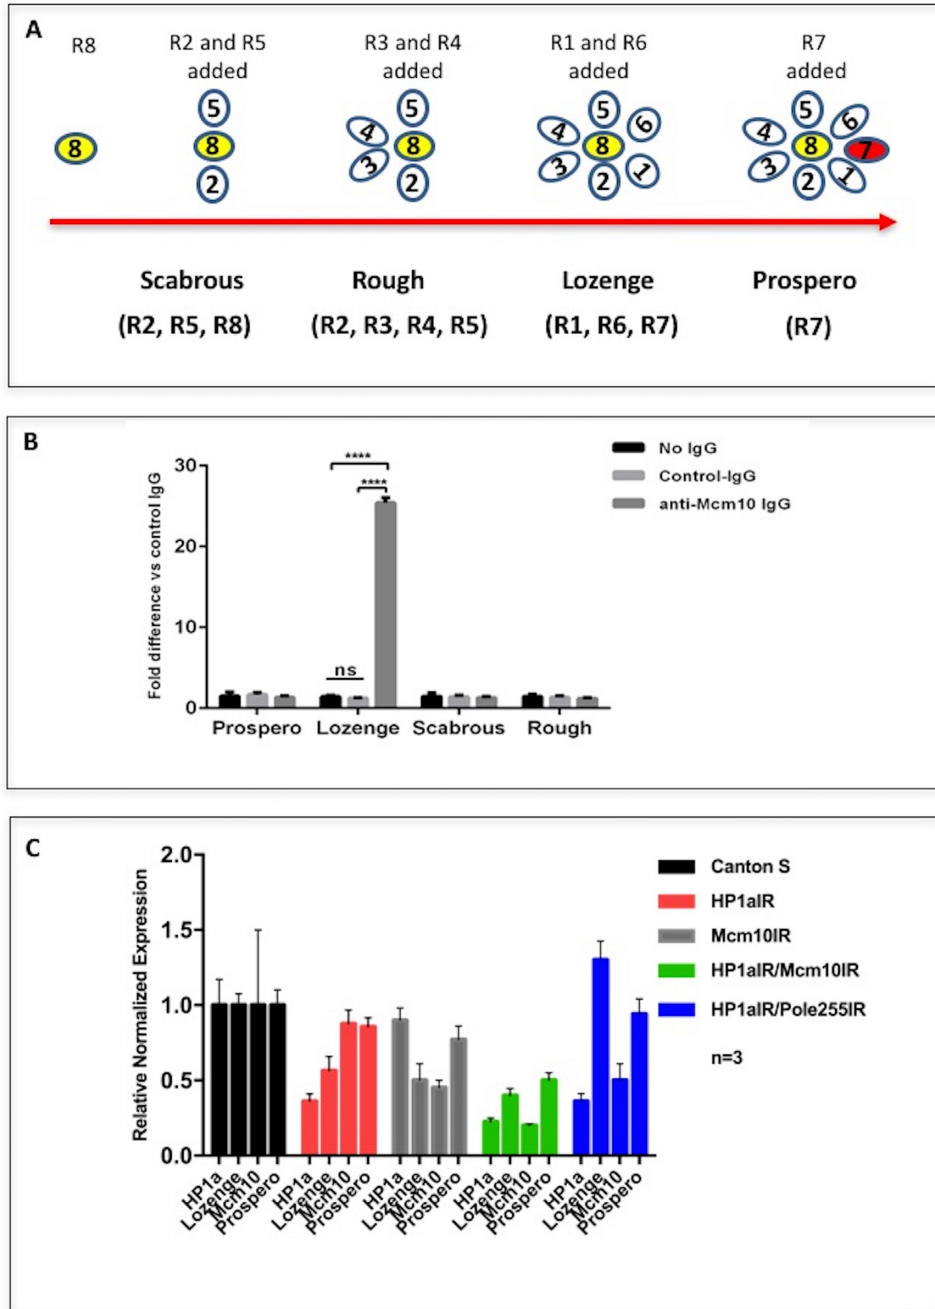 A
R8
R2 and R5
added
R3 and R4
added
R1 and R6
added
R7
added
8
5
8
2
5
4
8
3
2
5
4
6
8
3
1
2
5
4
6
8
7
3
1
2
Scabrous
(R2, R5, R8)
Rough
(R2, R3, R4, R5)
Lozenge
(R1, R6, R7)
Prospero
(R7)
B
Fold difference vs control IgG
30
20
10
0
****
****
ns
Prospero Lozenge Scabrous Rough
No IgG
Control-IgG
anti-Mcm10 IgG
C
Relative Normalized Expression
2.0
1.5
1.0
0.5
0.0
HP1a
Lozenge
Mcm10
Prospero
HP1a
Lozenge
Mcm10
Prospero
HP1a
Lozenge
Mcm10
Prospero
HP1a
Lozenge
Mcm10
Prospero
HP1a
Lozenge
Mcm10
Prospero
Canton S
HP1aIR
Mcm10IR
HP1aIR/Mcm10IR
HP1aIR/Pole255IR
n=3